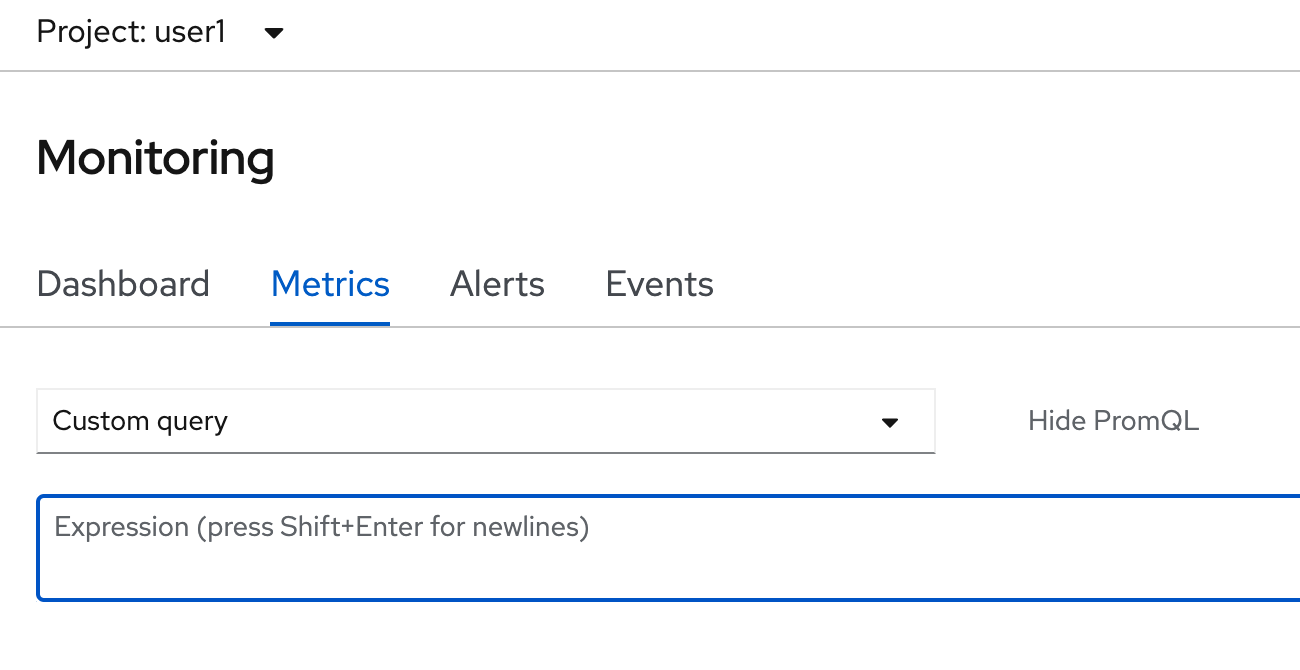 Project: user1
Monitoring
Dashboard Metrics Alerts Events
Custom query Hide PromQL
Expression (press Shift+Enter for newlines)